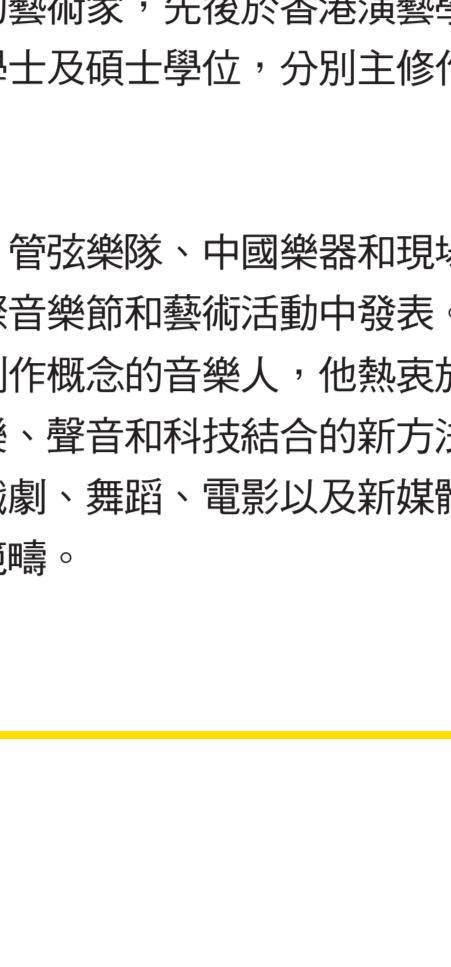 藝術家，先後於香港演藝
士及碩士學位，分別主修
管弦樂隊、中國樂器和現
音樂節和藝術活動中發表。
作概念的音樂人，他熱衷
、聲音和科技結合的新方
劇、舞蹈、電影以及新媒
疇。